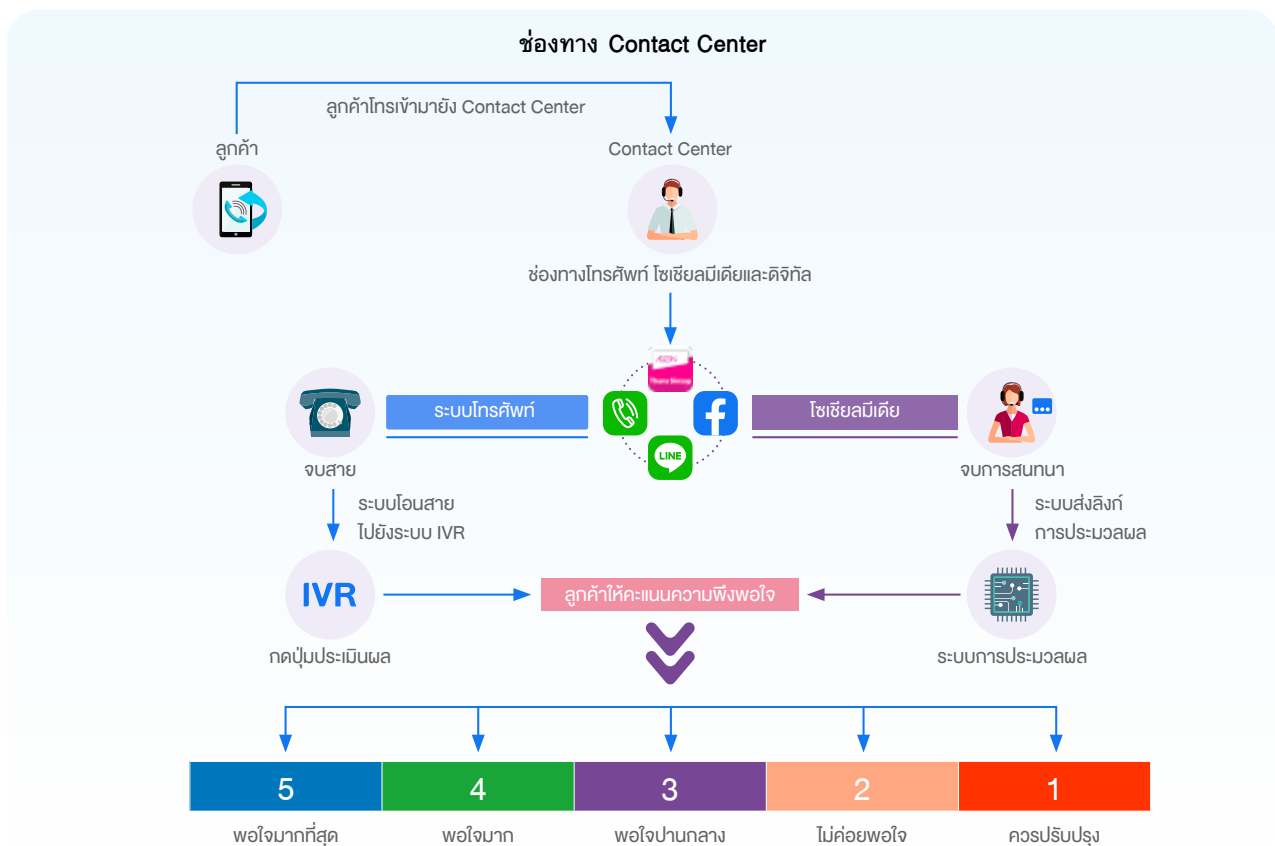 ช่องทาง Contact Center
ลูกค้าโทรเข้ามายัง Contact Center
ลูกค้า
Contact Center
ช่องทางโทรศัพท์ โซเชียลมีเดียและดิจิทัล
AEON
Thana Sinsap
ระบบโทรศัพท์
โซเชียลมีเดีย
LINE
จบสาย
จบการสนทนา
ระบบโอนสาย
ไปยังระบบ IVR
ระบบส่งลิงก์
การประมวลผล
IVR
ลูกค้าให้คะแนนความพึงพอใจ
กดปุ่มประเมินผล
ระบบการประมวลผล
5
4
3
2
1
พอใจมากที่สุด
พอใจมาก
พอใจปานกลาง
ไม่ค่อยพอใจ
ควรปรับปรุง